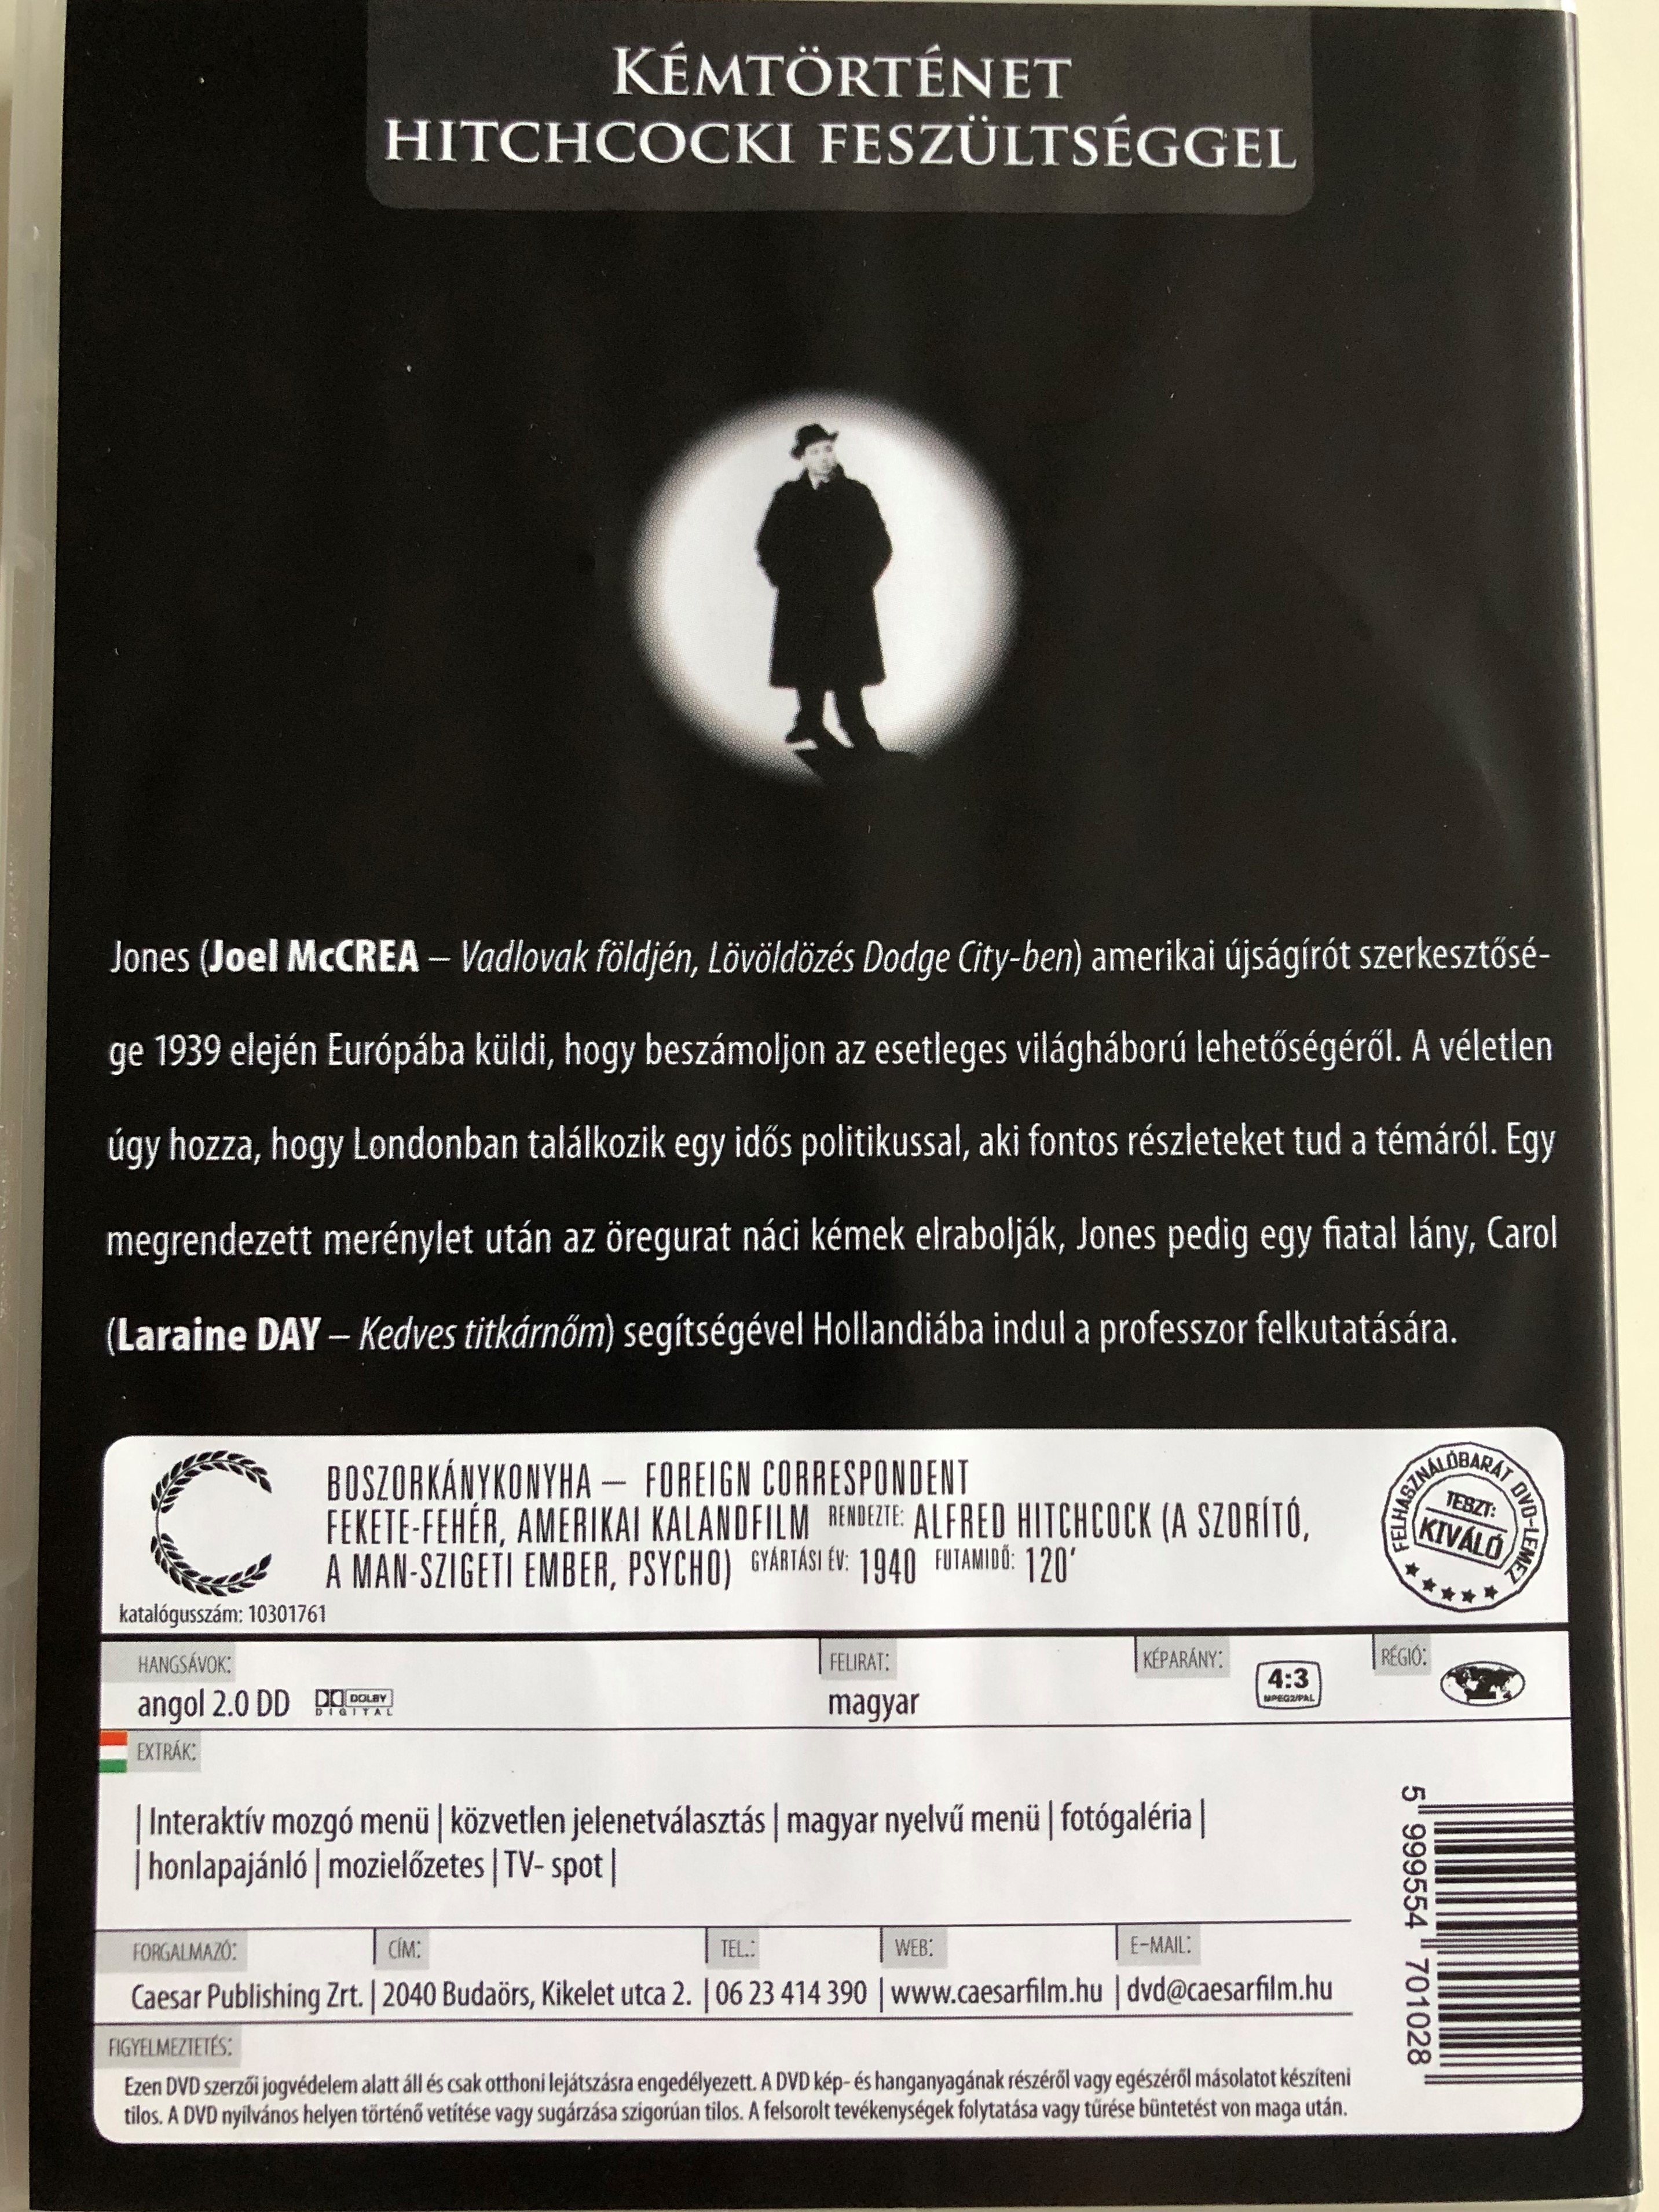 KÉMTÖRTÉNET
HITCHCOCKI FESZÜLTSÉGGEL
Jones (Joel McCREA – Vadlovak földjén, Lövöldözés Dodge City-ben) amerikai újságírót szerkesztősé-
ge 1939 elején Európába küldi, hogy beszámoljon az esetleges világháború lehetőségéről. A véletlen
úgy hozza, hogy Londonban találkozik egy idős politikussal, aki fontos részleteket tud a témáról. Egy
megrendezett merénylet után az öregurat náci kémek elrabolják, Jones pedig egy fiatal lány, Carol
(Laraine DAY – Kedves titkárnőm) segítségével Hollandiába indul a professzor felkutatására.
BOSZORKÁNYKONYHA – FOREIGN CORRESPONDENT
FEKETE-FEHÉR, AMERIKAI KALANDFILM RENDEZTE: ALFRED HITCHCOCK (A SZORÍTÓ,
A MAN-SZIGETI EMBER, PSYCHO) GYÁRTÁSI ÉV: 1940 FUTAMIDŐ: 120'
katalógusszám: 10301761
FELHASZNÁLÓBARÁT DVD-LEMEZ
TESZT:
KIVÁLÓ
HANGSÁVOK:
angol 2.0 DD
DOLBY
DIGITAL
FELIRAT:
magyar
KÉPARÁNY:
4:3
MPEG2/PAL
RÉGIÓ:
EXTRÁK:
| Interaktív mozgó menü | közvetlen jelenetválasztás | magyar nyelvű menü | fotógaléria |
| honlapajánló | mozielőzetes | TV- spot |
5 999554 701028
FORGALMAZÓ: CÍM: TEL.: WEB: E-MAIL:
Caesar Publishing Zrt. | 2040 Budaörs, Kikelet utca 2. | 06 23 414 390 | www.caesarfilm.hu | dvd@caesarfilm.hu
FIGYELMEZTETÉS:
Ezen DVD szerzői jogvédelem alatt áll és csak otthoni lejátszásra engedélyezett. A DVD kép- és hanganyagának részéről vagy egészéről másolatot készíteni
tilos. A DVD nyilvános helyen történő vetítése vagy sugárzása szigorúan tilos. A felsorolt tevékenységek folytatása vagy tűrése büntetést von maga után.